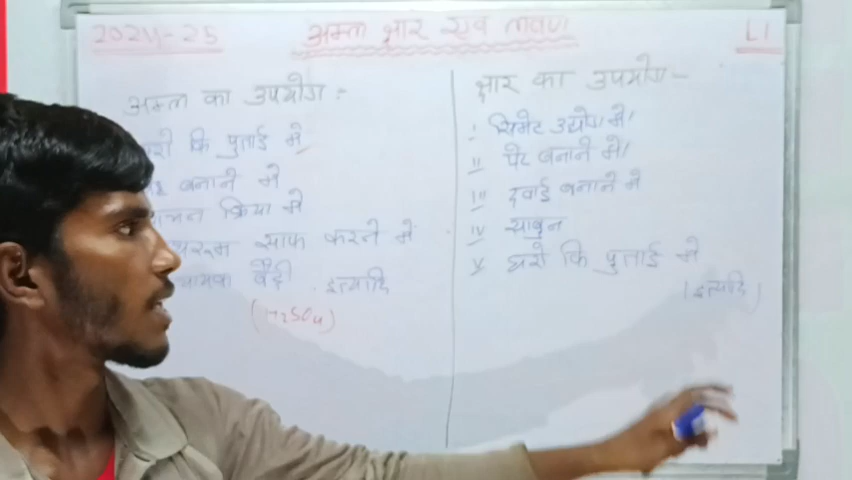 2024-25
अम्ल क्षार एवं लवण
L1
अम्ल का उपयोग :-
कि पुताई मे
बनाने मे
क्रिया मे
साफ करने मे
बैट्री इत्यादि
(H2SO4)
क्षार का उपयोग -
I सिमेंट उद्योग मे।
II पेंट बनाने मे।
III दवाई बनाने मे
IV साबुन
V घरो कि पुताई मे
(इत्यादि)